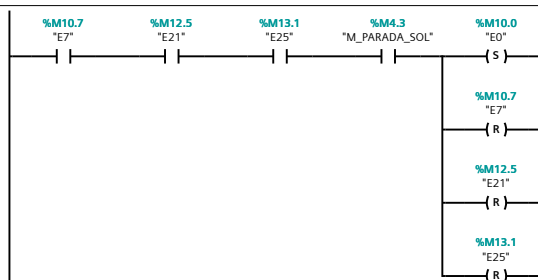 %M10.7 %M12.5 %M13.1 %M4.3 %M10.0
"E7" "E21" "E25" "M_PARADA_SOL" "E0"
S
%M10.7
"E7"
R
%M12.5
"E21"
R
%M13.1
"E25"
R